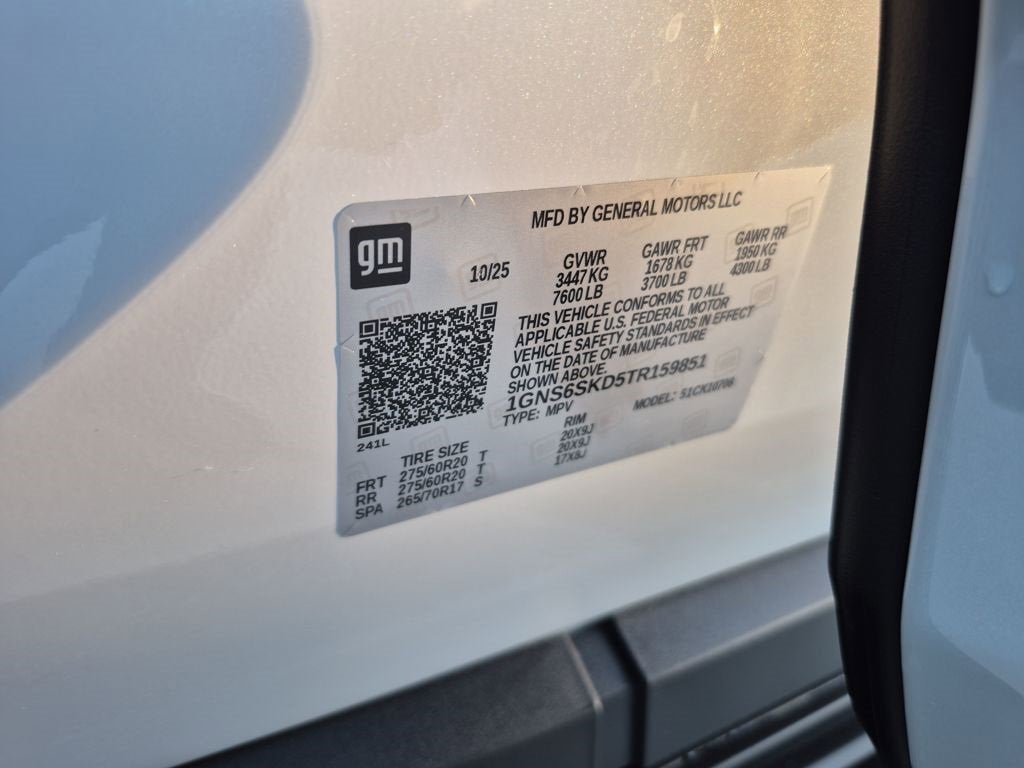 gm
MFD BY GENERAL MOTORS LLC
10/25
GVWR
3447 KG
7600 LB
GAWR FRT
1678 KG
3700 LB
GAWR RR
1950 KG
4300 LB
THIS VEHICLE CONFORMS TO ALL
APPLICABLE U.S. FEDERAL MOTOR
VEHICLE SAFETY STANDARDS IN EFFECT
ON THE DATE OF MANUFACTURE
SHOWN ABOVE.
1GNS6SKD5TR159851
TYPE: MPV
MODEL: 51CK10706
241L
TIRE SIZE
RIM
FRT 275/60R20 T 20X9J
RR 275/60R20 T 20X9J
SPA 265/70R17 S 17X8J